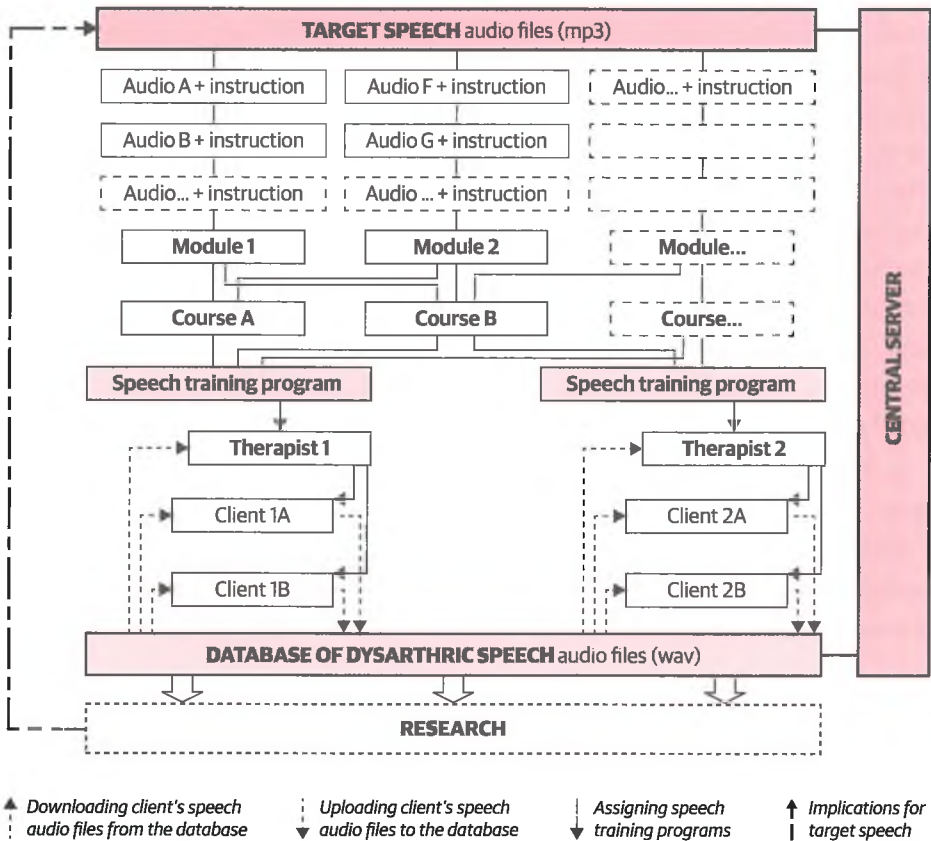 TARGET SPEECH audio files (mp3)
Audio A + instruction
Audio F + instruction
Audio... + instruction
Audio B + instruction
Audio G + instruction
Audio... + instruction
Audio ... + instruction
Module 1
Module 2
Module...
Course A
Course B
Course...
Speech training program
Speech training program
Therapist 1
Therapist 2
Client 1A
Client 2A
Client 1B
Client 2B
DATABASE OF DYSARTHRIC SPEECH audio files (wav)
RESEARCH
CENTRAL SERVER
Downloading client's speech
audio files from the database
Uploading client's speech
audio files to the database
Assigning speech
training programs
Implications for
target speech